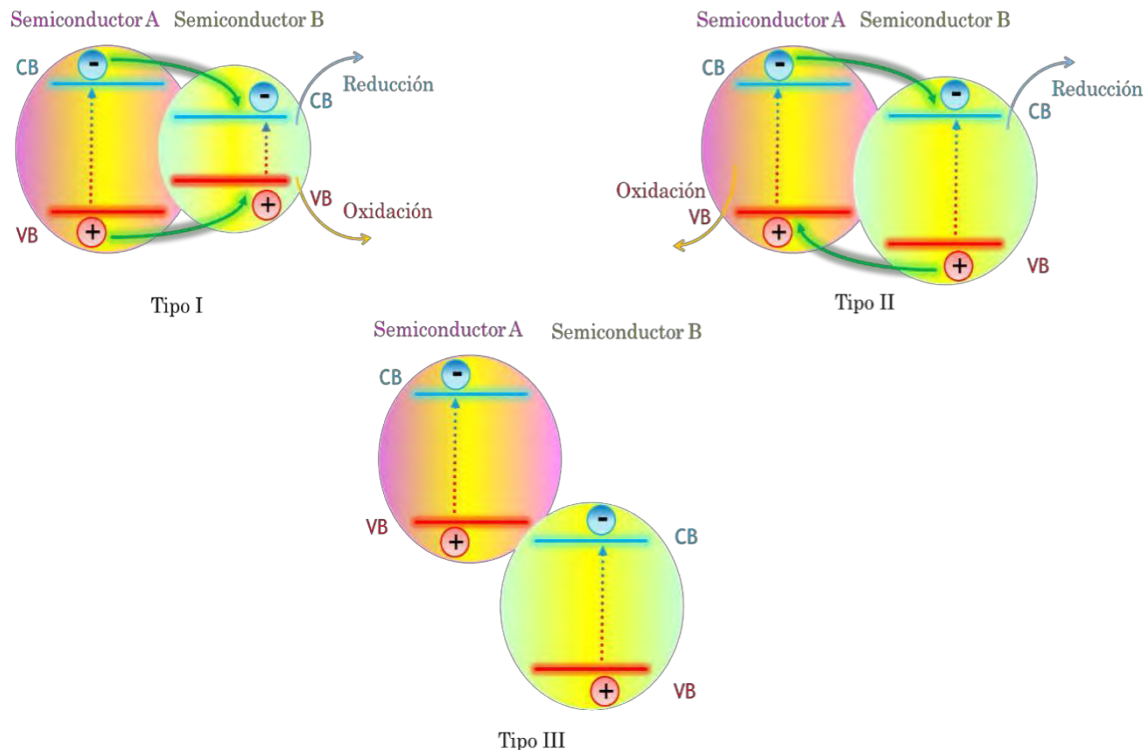 Semiconductor A Semiconductor B
CB
-
-
CB
Reducción
VB
+
+
VB
Oxidación
Tipo I
Semiconductor A Semiconductor B
CB
-
-
CB
Reducción
Oxidación
VB
+
+
VB
Tipo II
Semiconductor A Semiconductor B
CB
-
VB
+
-
CB
+
VB
Tipo III